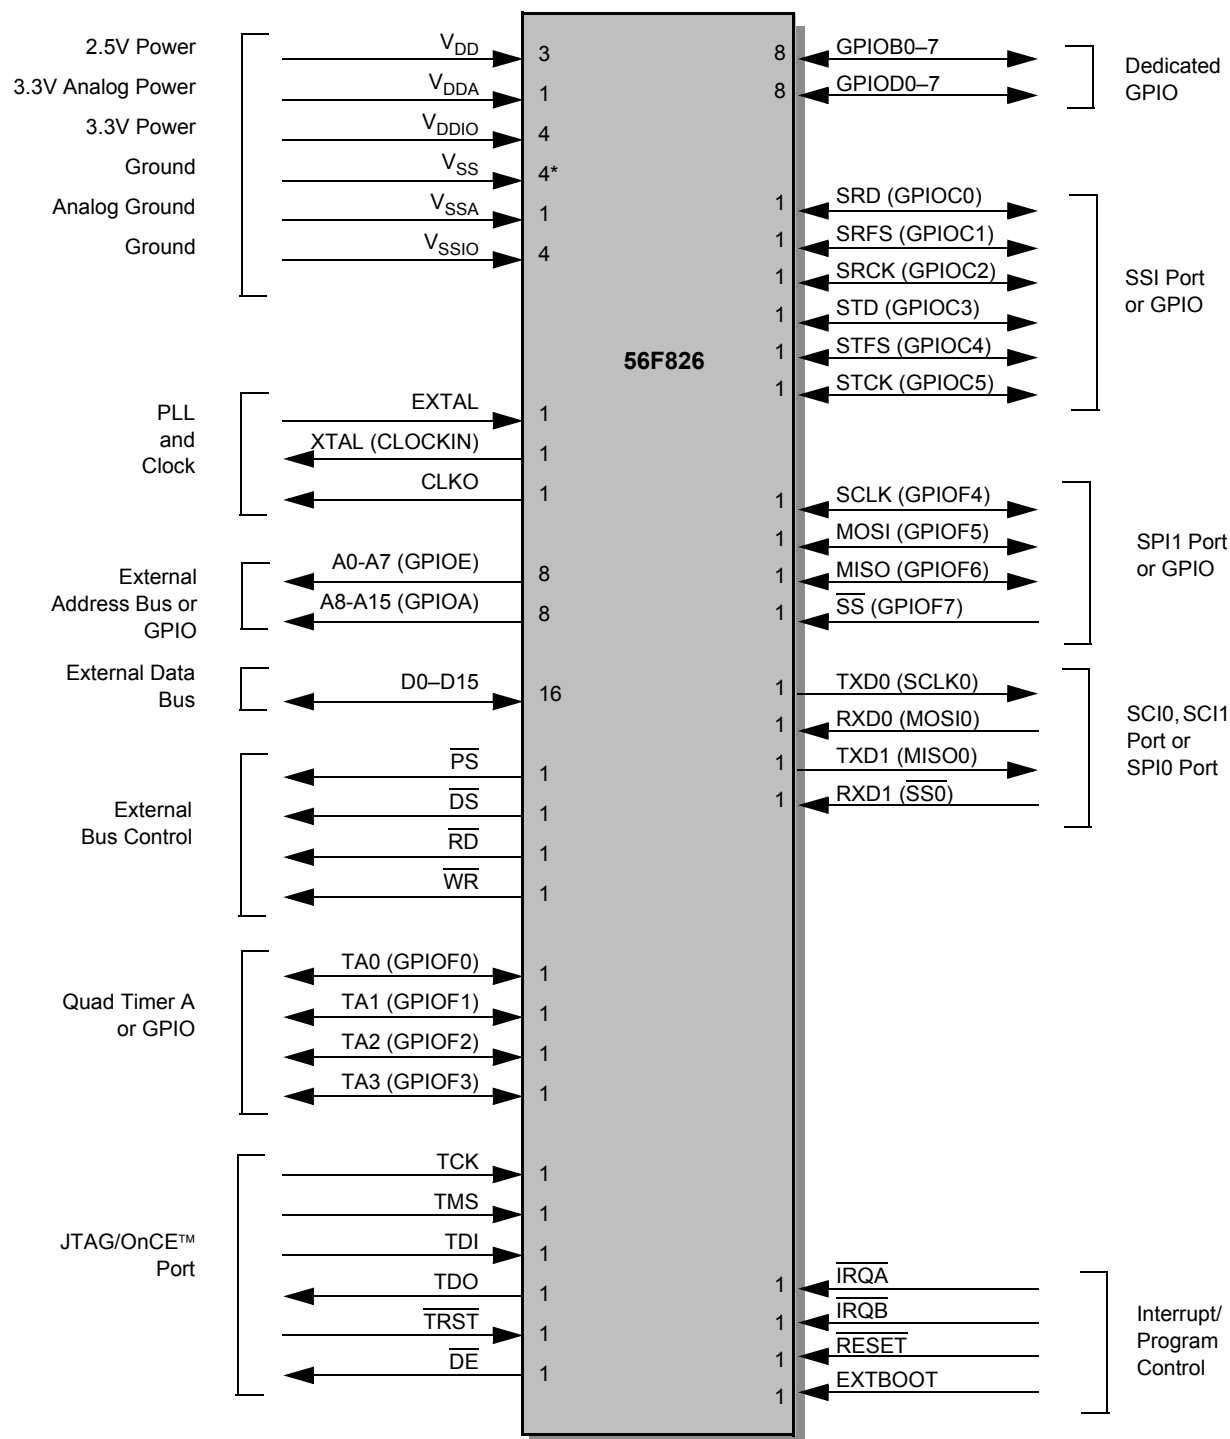 56F826
2.5V Power VDD 3
3.3V Analog Power VDDA 1
3.3V Power VDDIO 4
Ground VSS 4*
Analog Ground VSSA 1
Ground VSSIO 4
PLL
and
Clock
EXTAL 1
XTAL (CLOCKIN) 1
CLKO 1
External
Address Bus or
GPIO
A0-A7 (GPIOE) 8
A8-A15 (GPIOA) 8
External Data
Bus
D0–D15 16
External
Bus Control
PS 1
DS 1
RD 1
WR 1
Quad Timer A
or GPIO
TA0 (GPIOF0) 1
TA1 (GPIOF1) 1
TA2 (GPIOF2) 1
TA3 (GPIOF3) 1
JTAG/OnCE™
Port
TCK 1
TMS 1
TDI 1
TDO 1
TRST 1
DE 1
8 GPIOB0–7
8 GPIOD0–7
Dedicated
GPIO
1 SRD (GPIOC0)
1 SRFS (GPIOC1)
1 SRCK (GPIOC2)
1 STD (GPIOC3)
1 STFS (GPIOC4)
1 STCK (GPIOC5)
SSI Port
or GPIO
1 SCLK (GPIOF4)
1 MOSI (GPIOF5)
1 MISO (GPIOF6)
1 SS (GPIOF7)
SPI1 Port
or GPIO
1 TXD0 (SCLK0)
1 RXD0 (MOSI0)
1 TXD1 (MISO0)
1 RXD1 (SS0)
SCI0, SCI1
Port or
SPI0 Port
1 IRQA
1 IRQB
1 RESET
1 EXTBOOT
Interrupt/
Program
Control